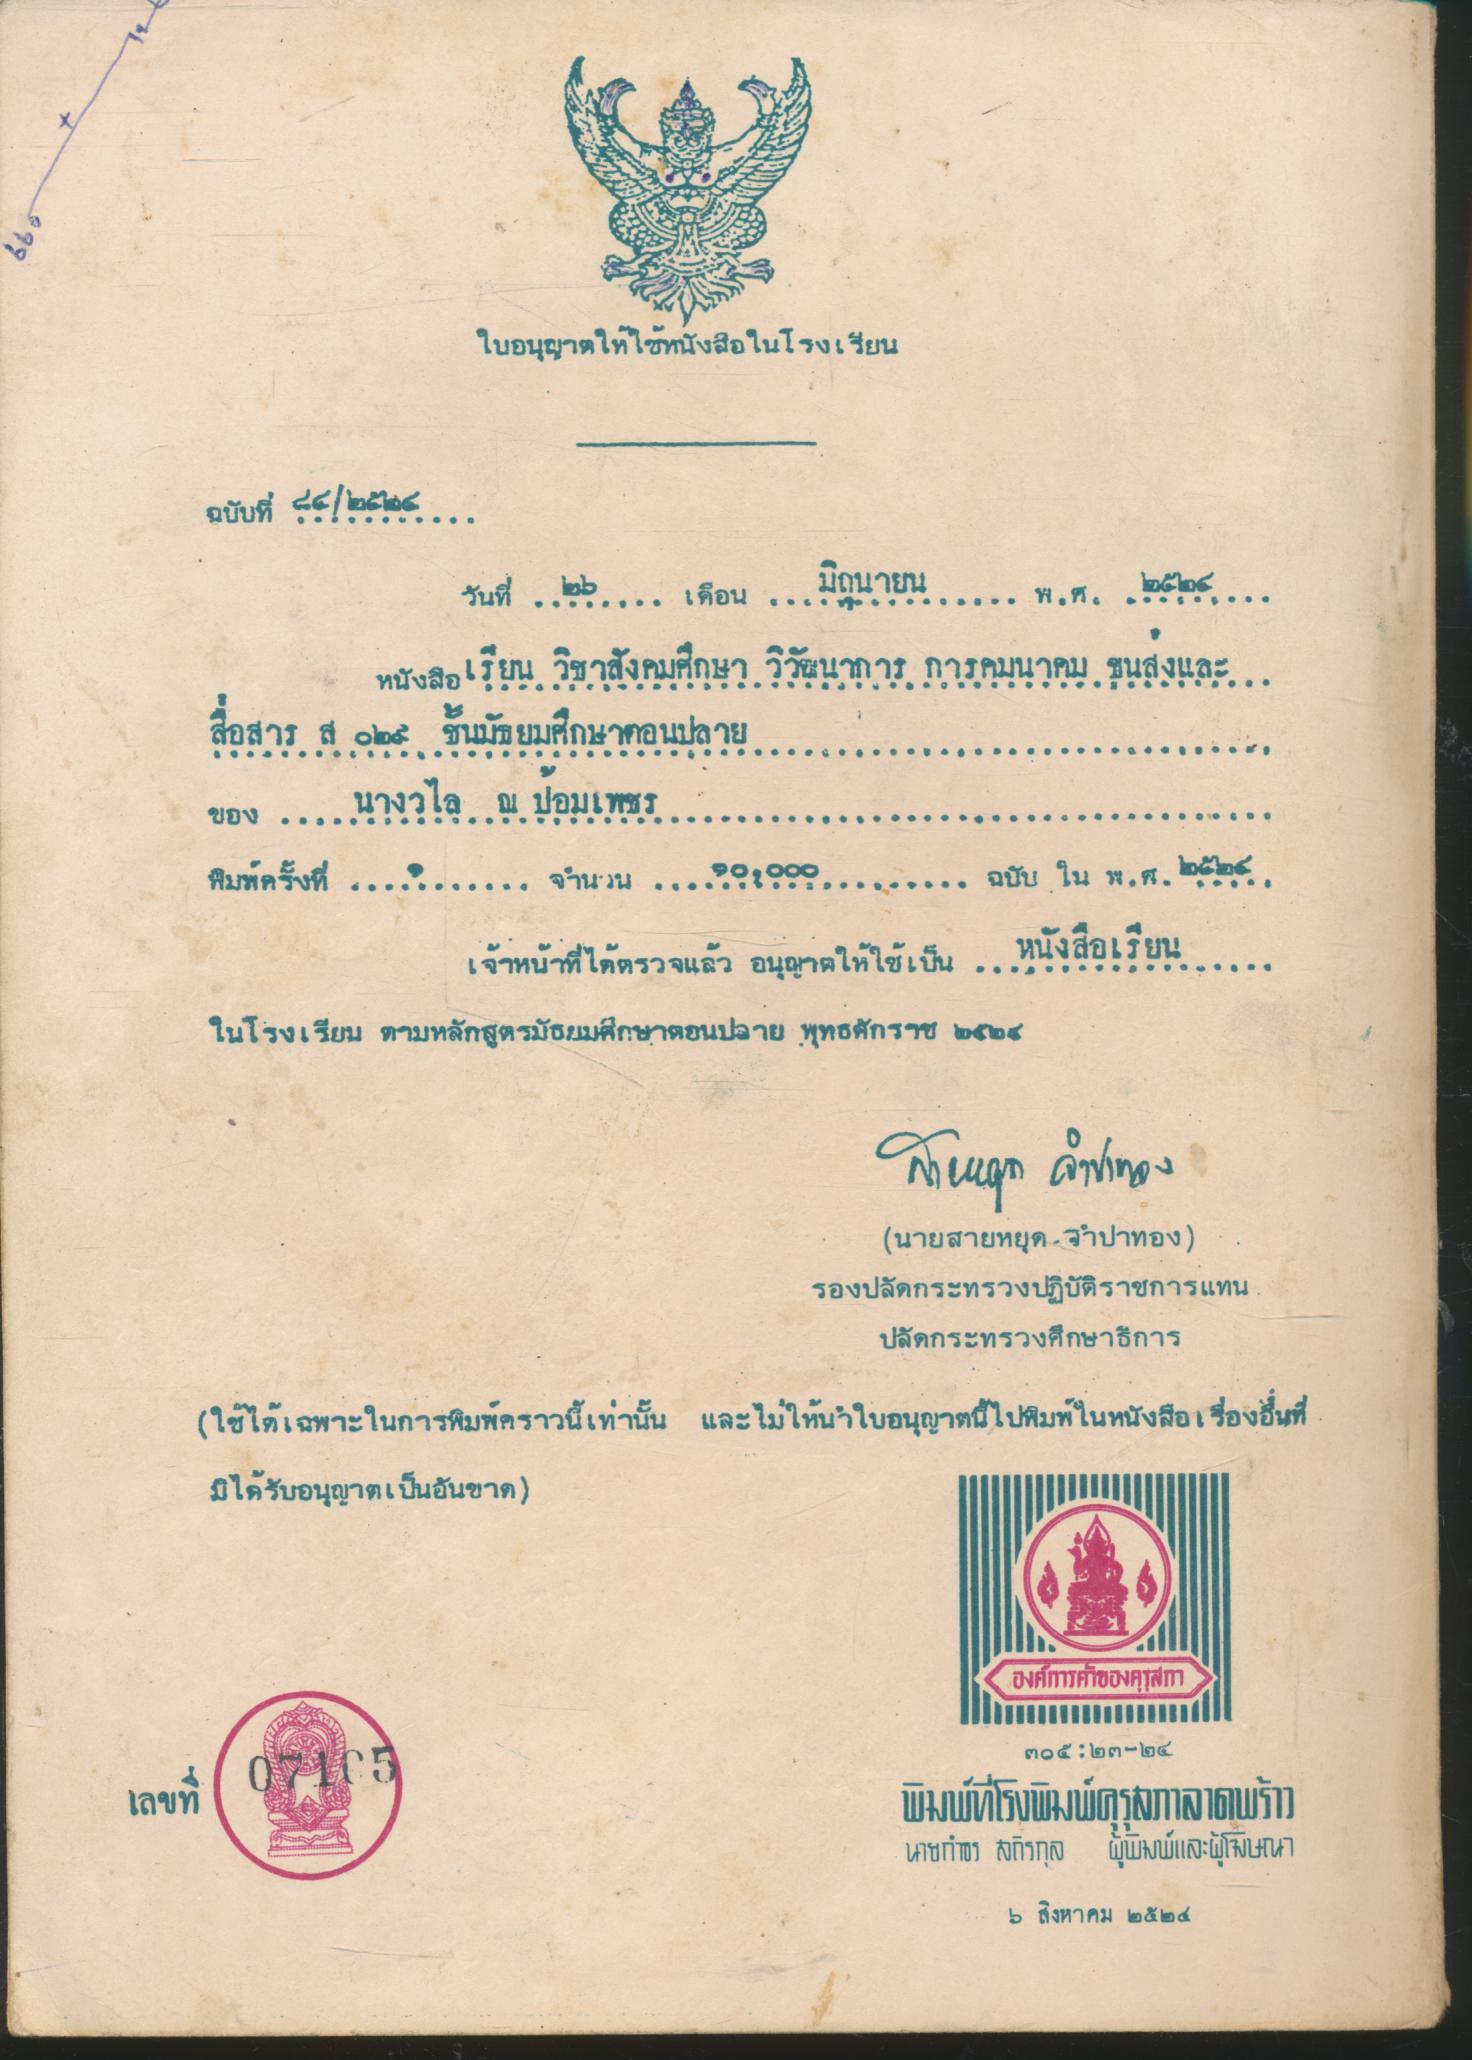 ใบอนุญาตให้ใช้หนังสือในโรงเรียน
ฉบับที่ ๘๔/๒๕๒๔
วันที่ ๒๖ เดือน มิถุนายน พ.ศ. ๒๕๒๔
หนังสือเรียน วิชาสังคมศึกษา วิวัฒนาการ การคมนาคม ขนส่งและ
สื่อสาร ส ๐๒๙ ชั้นมัธยมศึกษาตอนปลาย
ของ นางวไล ณ ป้อมเพชร
พิมพ์ครั้งที่ ๑ จำนวน ๑๐,๐๐๐ ฉบับ ใน พ.ศ. ๒๕๒๔
เจ้าหน้าที่ได้ตรวจแล้ว อนุญาตให้ใช้เป็น หนังสือเรียน
ในโรงเรียน ตามหลักสูตรมัธยมศึกษาตอนปลาย พุทธศักราช ๒๕๒๔
(นายสายหยุด จำปาทอง)
รองปลัดกระทรวงปฏิบัติราชการแทน
ปลัดกระทรวงศึกษาธิการ
(ใช้ได้เฉพาะในการพิมพ์คราวนี้เท่านั้น และไม่ให้นำใบอนุญาตนี้ไปพิมพ์ในหนังสือเรื่องอื่นที่
มิได้รับอนุญาตเป็นอันขาด)
องค์การค้าของคุรุสภา
๓๐๕:๒๓-๒๔
เลขที่ 07105
พิมพ์ที่โรงพิมพ์คุรุสภาลาดพร้าว
นายกำธร สถิรกุล ผู้พิมพ์และผู้โฆษณา
๖ สิงหาคม ๒๕๒๔